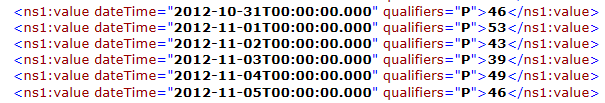 <ns1:value dateTime="2012-10-31T00:00:00.000" qualifiers="P">46</ns1:value>
<ns1:value dateTime="2012-11-01T00:00:00.000" qualifiers="P">53</ns1:value>
<ns1:value dateTime="2012-11-02T00:00:00.000" qualifiers="P">43</ns1:value>
<ns1:value dateTime="2012-11-03T00:00:00.000" qualifiers="P">39</ns1:value>
<ns1:value dateTime="2012-11-04T00:00:00.000" qualifiers="P">49</ns1:value>
<ns1:value dateTime="2012-11-05T00:00:00.000" qualifiers="P">46</ns1:value>